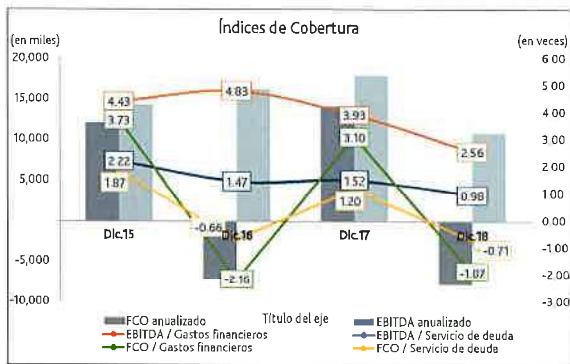 Índices de Cobertura
(en miles)
(en veces)
20,000
15,000
10,000
5,000
-
-5,000
-10,000
6.00
5.00
4.00
3.00
2.00
1.00
0.00
-1.00
-2.00
-3.00
4.43
3.73
2.22
1.87
4.83
1.47
-0.66
-2.16
3.93
3.10
1.52
1.20
2.56
0.98
-0.71
-1.87
Dic.15
Dic.16
Dic.17
Dic.18
FCO anualizado
Título del eje
EBITDA anualizado
EBITDA / Gastos financieros
EBITDA / Servicio de deuda
FCO / Gastos financieros
FCO / Servicio de deuda